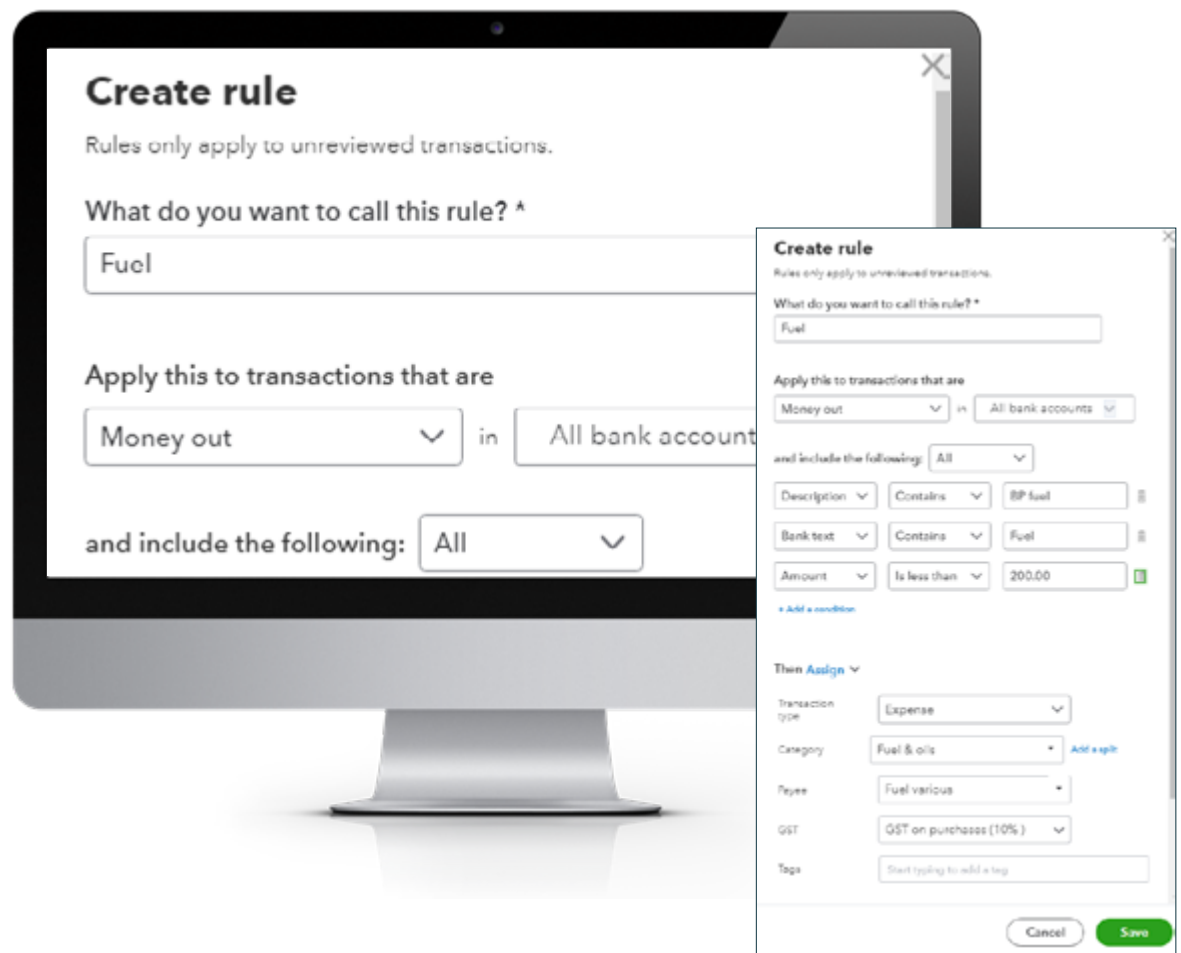 Create rule
Rules only apply to unreviewed transactions.
What do you want to call this rule? *
Fuel
Apply this to transactions that are
Money out in All bank account
and include the following: All
Create rule
Rules only apply to unreviewed transactions.
What do you want to call this rule? *
Fuel
Apply this to transactions that are
Money out in All bank accounts
and include the following: All
Description Contains BP fuel
Bank text Contains Fuel
Amount Is less than 200.00
+ Add a condition
Then Assign
Transaction
type
Expense
Category Fuel & oils Add a split
Payee Fuel various
GST GST on purchases (10% )
Tags Start typing to add a tag
Cancel Save